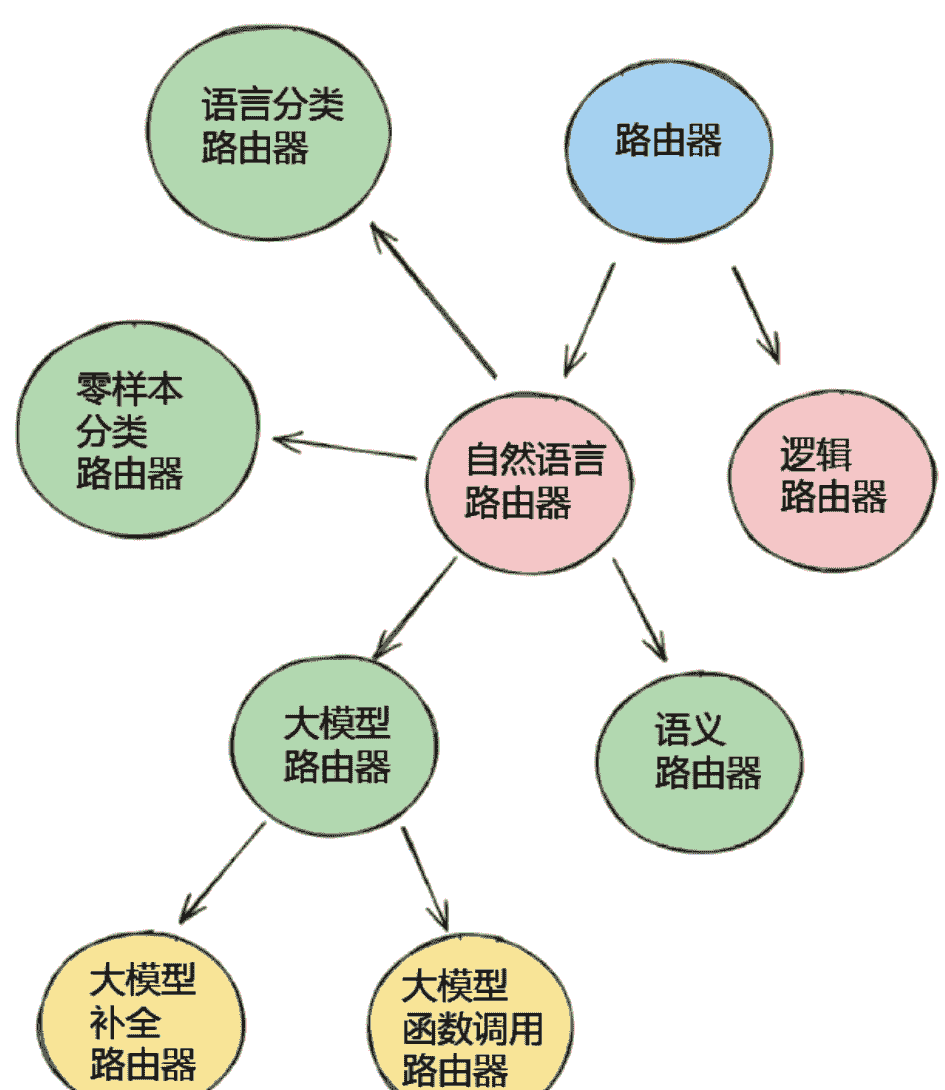 语言分类
路由器
路由器
零样本
分类
路由器
自然语言
路由器
逻辑
路由器
大模型
路由器
语义
路由器
大模型
补全
路由器
大模型
函数调用
路由器